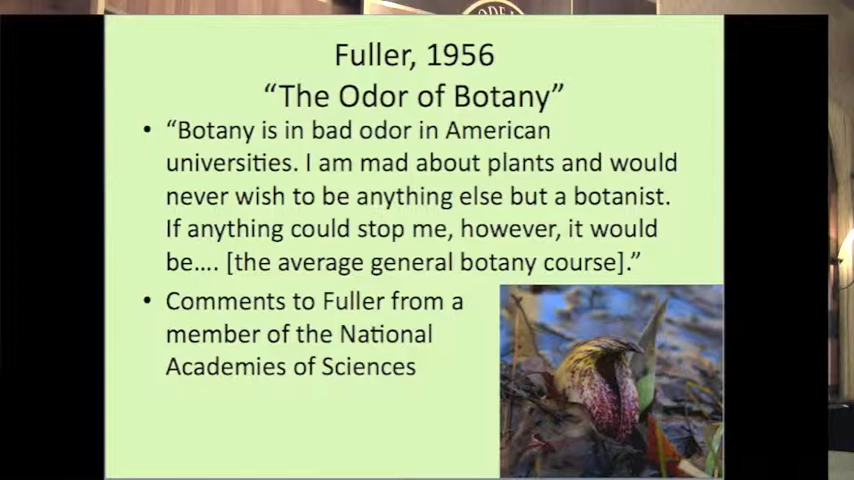 Fuller, 1956
“The Odor of Botany”
• “Botany is in bad odor in American
universities. I am mad about plants and would
never wish to be anything else but a botanist.
If anything could stop me, however, it would
be.... [the average general botany course].”
• Comments to Fuller from a
member of the National
Academies of Sciences